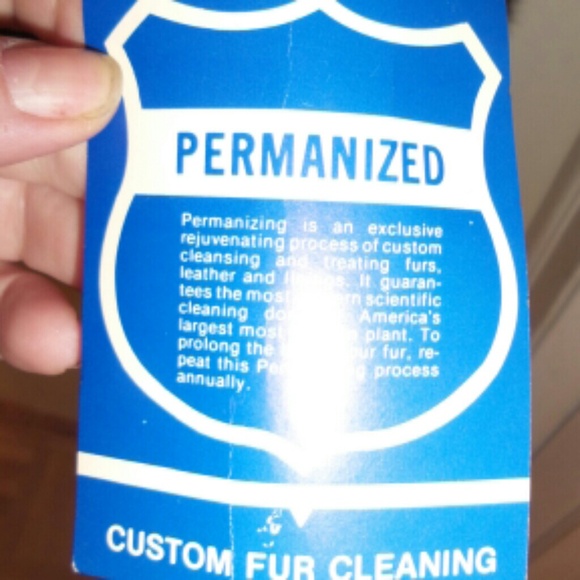 PERMANIZED
Permanizing is an exclusive
rejuvenating process of custom
cleansing and treating furs,
leather and It guaran-
tees the most scientific
cleaning America's
largest most plant. To
prolong the fur, re-
peat this process
annually.
CUSTOM FUR CLEANING